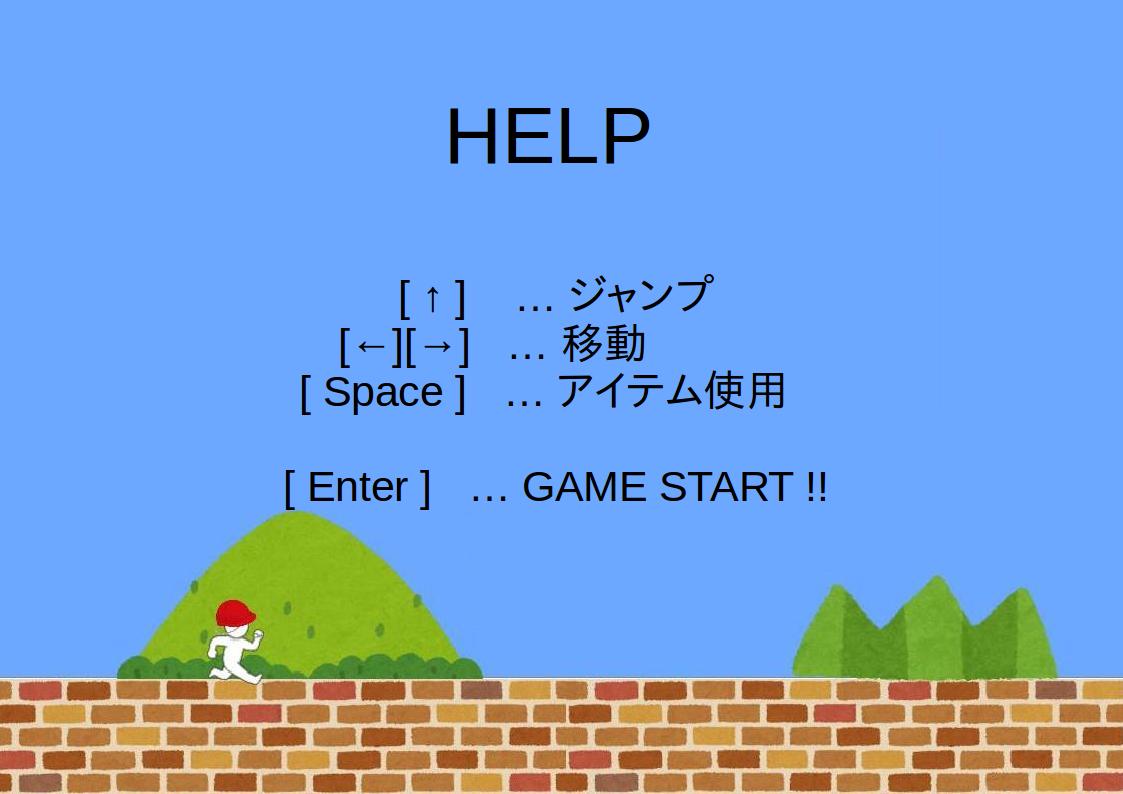 HELP
[ ↑ ] … ジャンプ
[←][→] … 移動
[ Space ] … アイテム使用
[ Enter ] … GAME START !!